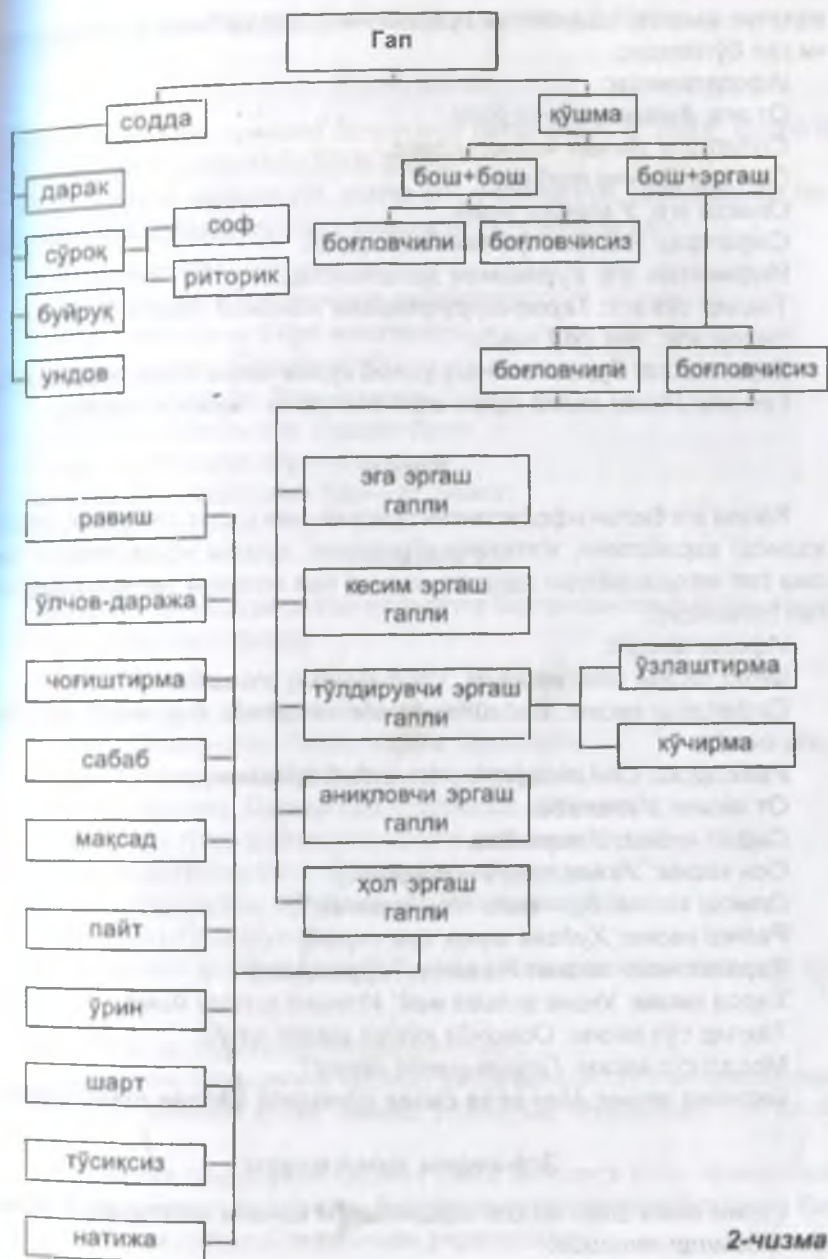 Гап
содда
қўшма
дарак
сўроқ
соф
риторик
буйруқ
ундов
бош+бош
бош+эргаш
боғловчили
боғловчисиз
боғловчили
боғловчисиз
эга эргаш
гапли
кесим эргаш
гапли
тўлдирувчи эргаш
гапли
ўзлаштирма
кўчирма
аниқловчи эргаш
гапли
ҳол эргаш
гапли
равиш
ўлчов-даража
чоғиштирма
сабаб
мақсад
пайт
ўрин
шарт
тўсиқсиз
натижа
2-чизма